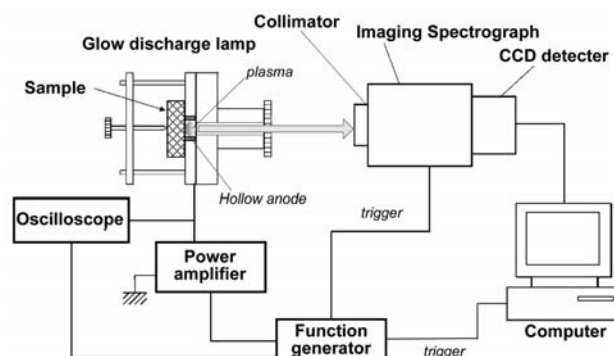 Collimator
Imaging Spectrograph
Glow discharge lamp
CCD detecter
plasma
Sample
Hollow anode
trigger
Oscilloscope
Power
amplifier
Function
generator
trigger
Computer